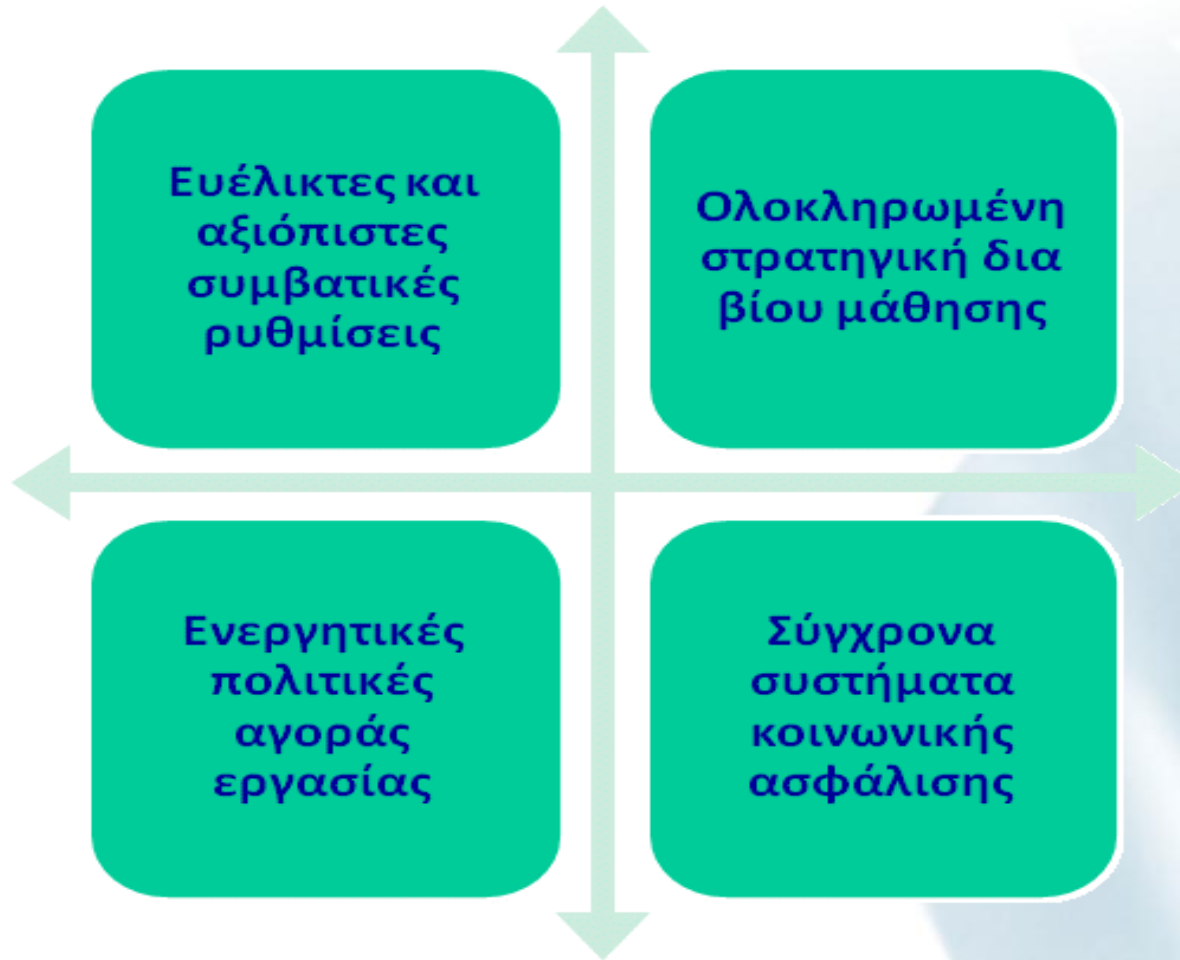 Ευέλικτες και
αξιόπιστες
συμβατικές
ρυθμίσεις
Ολοκληρωμένη
στρατηγική δια
βίου μάθησης
Ενεργητικές
πολιτικές
αγοράς
εργασίας
Σύγχρονα
συστήματα
κοινωνικής
ασφάλισης